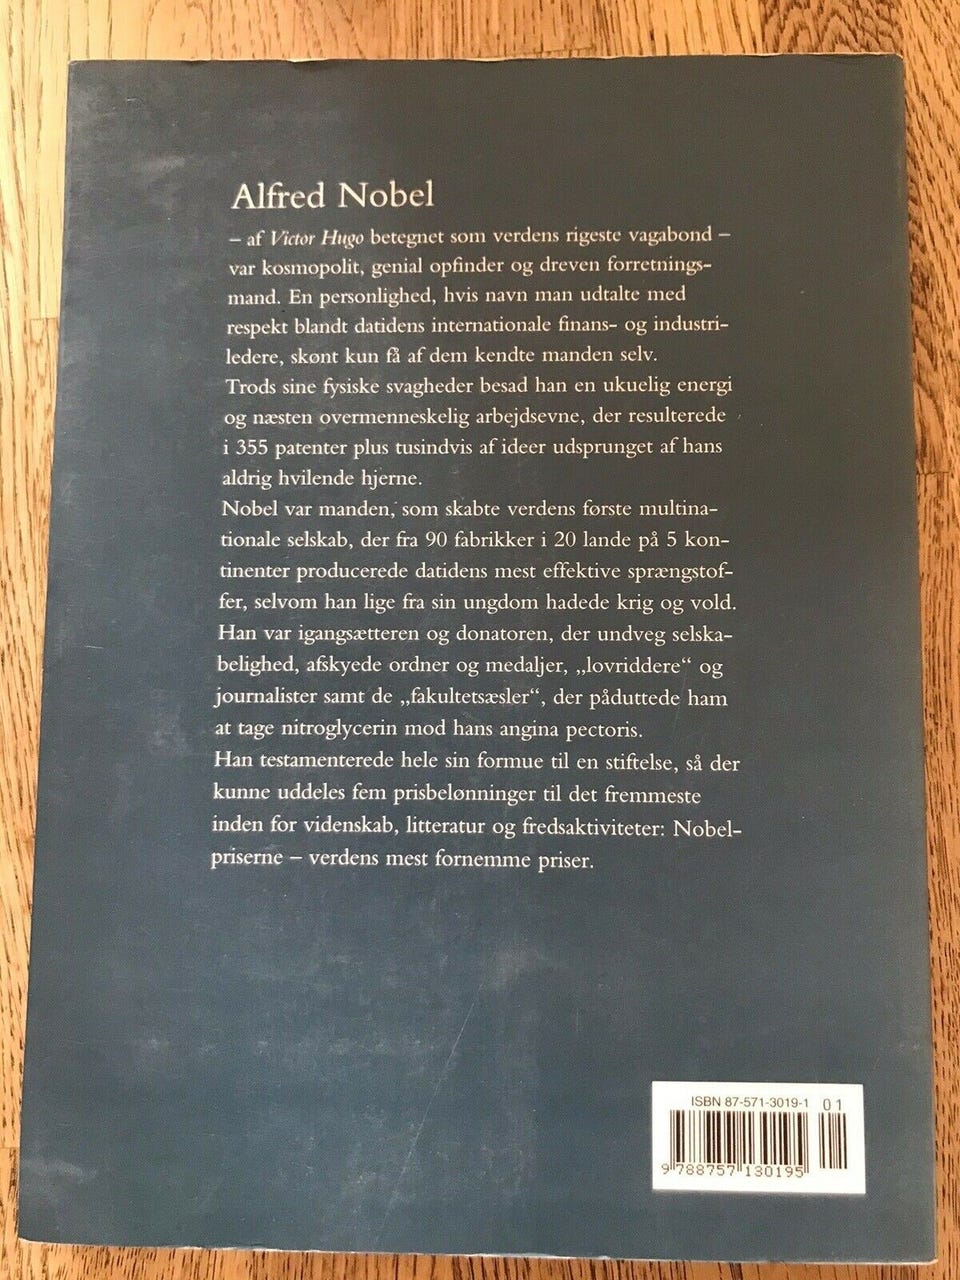 Alfred Nobel
– af Victor Hugo betegnet som verdens rigeste vagabond –
var kosmopolit, genial opfinder og dreven forretnings-
mand. En personlighed, hvis navn man udtalte med
respekt blandt datidens internationale finans- og industri-
ledere, skønt kun få af dem kendte manden selv.
Trods sine fysiske svagheder besad han en ukuelig energi
og næsten overmenneskelig arbejdsevne, der resulterede
i 355 patenter plus tusindvis af ideer udsprunget af hans
aldrig hvilende hjerne.
Nobel var manden, som skabte verdens første multina-
tionale selskab, der fra 90 fabrikker i 20 lande på 5 kon-
tinenter producerede datidens mest effektive sprængstof-
fer, selvom han lige fra sin ungdom hadede krig og vold.
Han var igangsætteren og donatoren, der undveg selska-
belighed, afskyede ordner og medaljer, „lovriddere“ og
journalister samt de „fakultetsæsler“, der påduttede ham
at tage nitroglycerin mod hans angina pectoris.
Han testamenterede hele sin formue til en stiftelse, så der
kunne uddeles fem prisbelønninger til det fremmeste
inden for videnskab, litteratur og fredsaktiviteter: Nobel-
priserne – verdens mest fornemme priser.
ISBN 87-571-3019-1 01
9 788757 130195